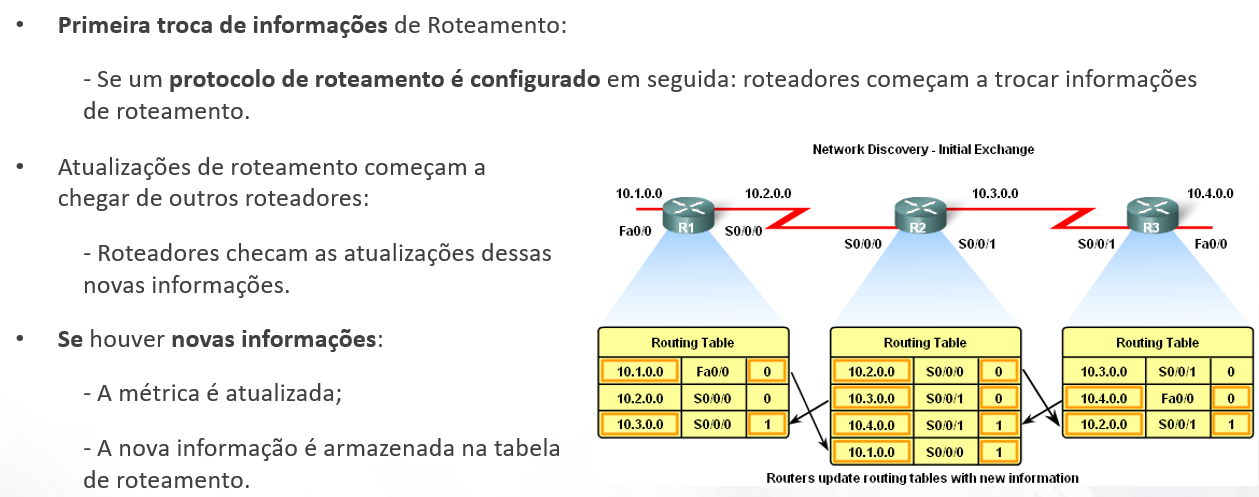 • Primeira troca de informações de Roteamento:
- Se um protocolo de roteamento é configurado em seguida: roteadores começam a trocar informações
de roteamento.
• Atualizações de roteamento começam a
chegar de outros roteadores:
- Roteadores checam as atualizações dessas
novas informações.
• Se houver novas informações:
- A métrica é atualizada;
- A nova informação é armazenada na tabela
de roteamento.
Network Discovery - Initial Exchange
10.1.0.0 10.2.0.0 10.3.0.0 10.4.0.0
R1 R2 R3
Fa0/0 S0/0/0 S0/0/0 S0/0/1 S0/0/1 Fa0/0
Routing Table
10.1.0.0 Fa0/0 0
10.2.0.0 S0/0/0 0
10.3.0.0 S0/0/0 1
Routing Table
10.2.0.0 S0/0/0 0
10.3.0.0 S0/0/1 0
10.4.0.0 S0/0/1 1
10.1.0.0 S0/0/0 1
Routing Table
10.3.0.0 S0/0/1 0
10.4.0.0 Fa0/0 0
10.2.0.0 S0/0/1 1
Routers update routing tables with new information